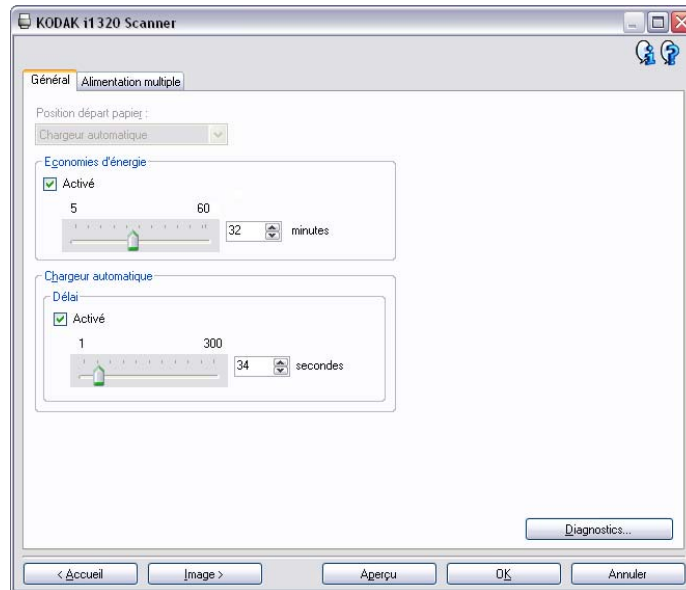 KODAK i1320 Scanner
Général
Alimentation multiple
Position départ papier :
Chargeur automatique
Economies d'énergie
Activé
5 60
32 minutes
Chargeur automatique
Délai
Activé
1 300
34 secondes
Diagnostics...
< Accueil Image > Aperçu OK Annuler